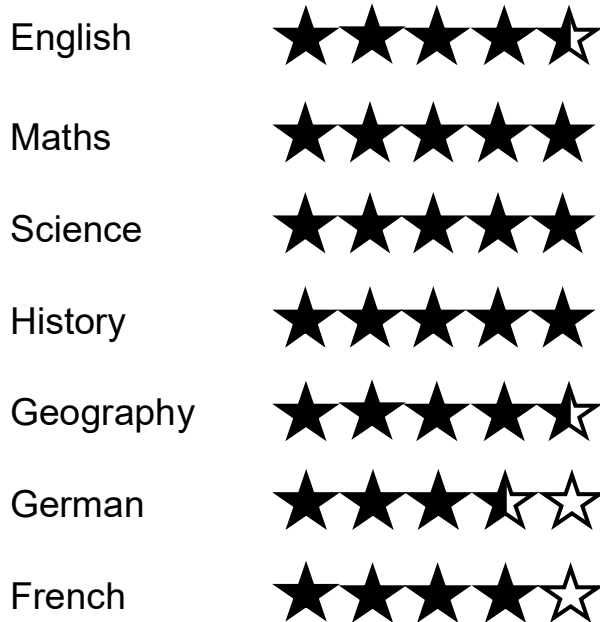 English
Maths
Science
History
Geography
German
French